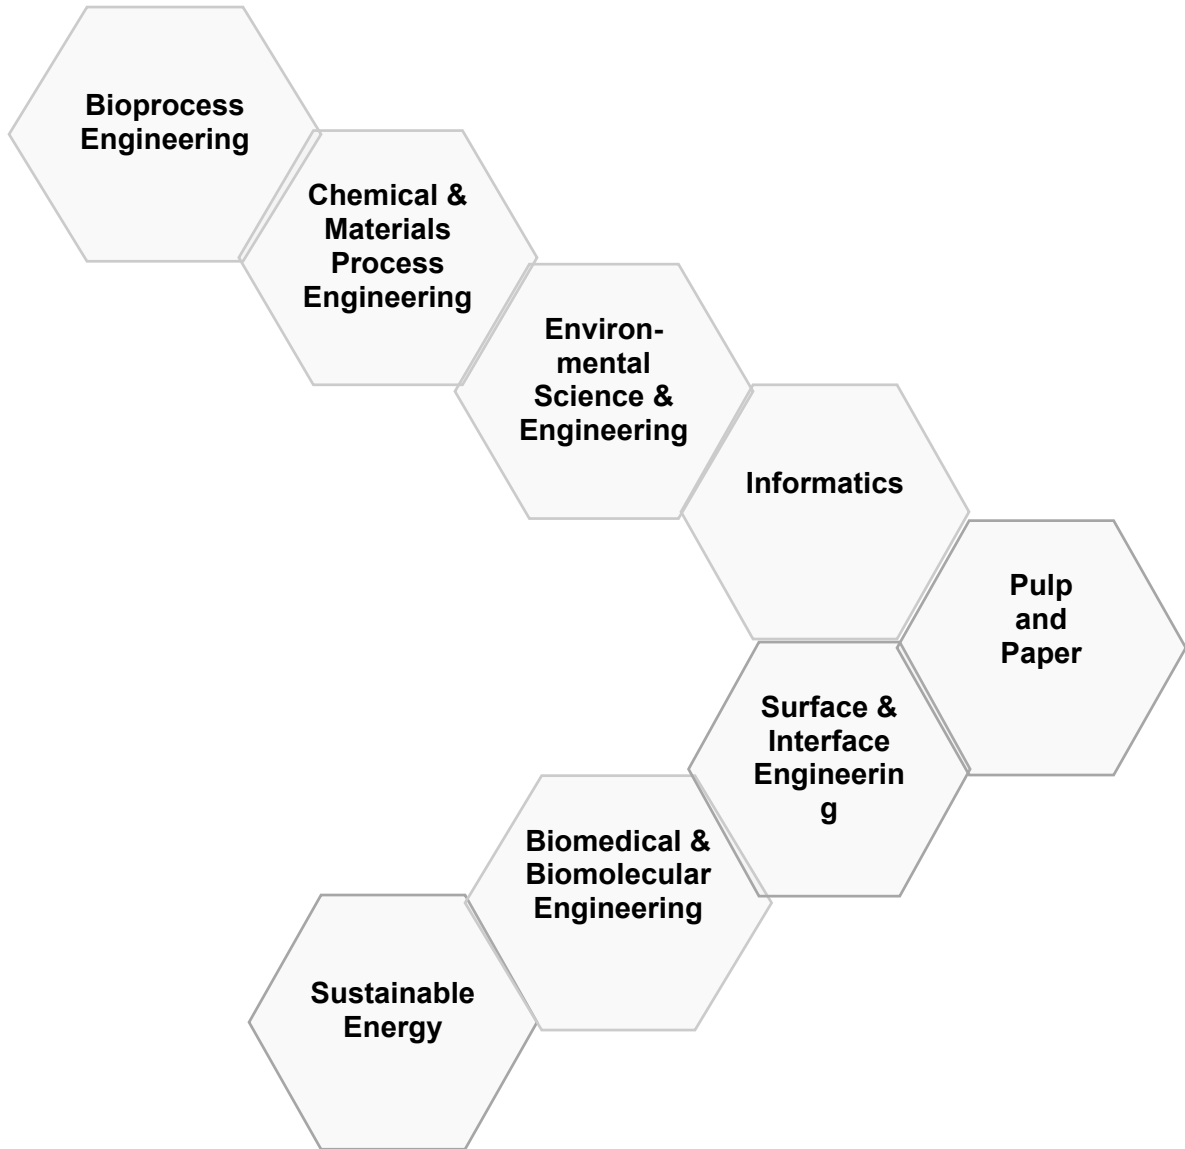 Bioprocess
Engineering
Chemical &
Materials
Process
Engineering
Environ-
mental
Science &
Engineering
Informatics
Pulp
and
Paper
Surface &
Interface
Engineerin
g
Biomedical &
Biomolecular
Engineering
Sustainable
Energy